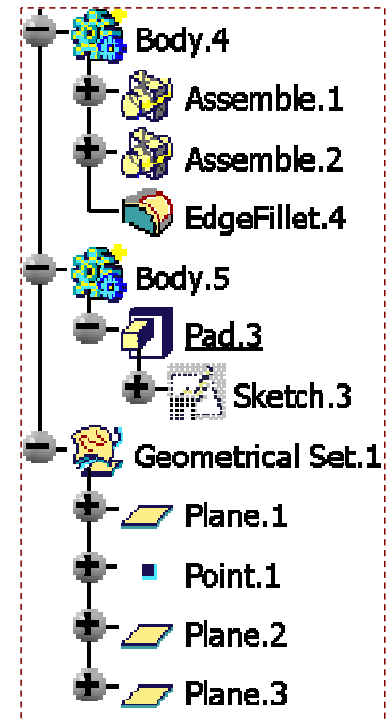 Body.4
Assemble.1
Assemble.2
EdgeFillet.4
Body.5
Pad.3
Sketch.3
Geometrical Set.1
Plane.1
Point.1
Plane.2
Plane.3